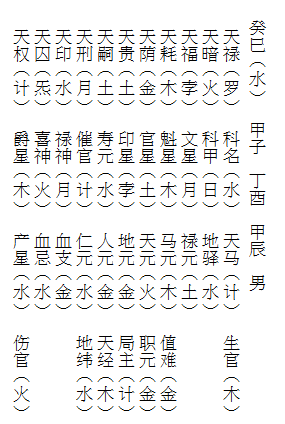 癸巳（水） 甲子 丁酉 甲辰 男
天禄（罗） 科名（水） 天马（计） 生官（木）
天暗（火） 科甲（日） 地驿（水）
天福（孛） 文星（月） 禄元（土）
天耗（木） 魁星（木） 马元（木） 值难（金）
天荫（金） 官星（土） 天元（火） 职元（金）
天贵（土） 印星（孛） 地元（金） 局主（计）
天嗣（土） 寿元（水） 人元（金） 天经（木）
天刑（月） 催官（计） 仁元（水） 地纬（水）
天印（水） 禄神（月） 血支（金）
天囚（炁） 喜神（火） 血忌（水）
天权（计） 爵星（木） 产星（水） 伤官（火）